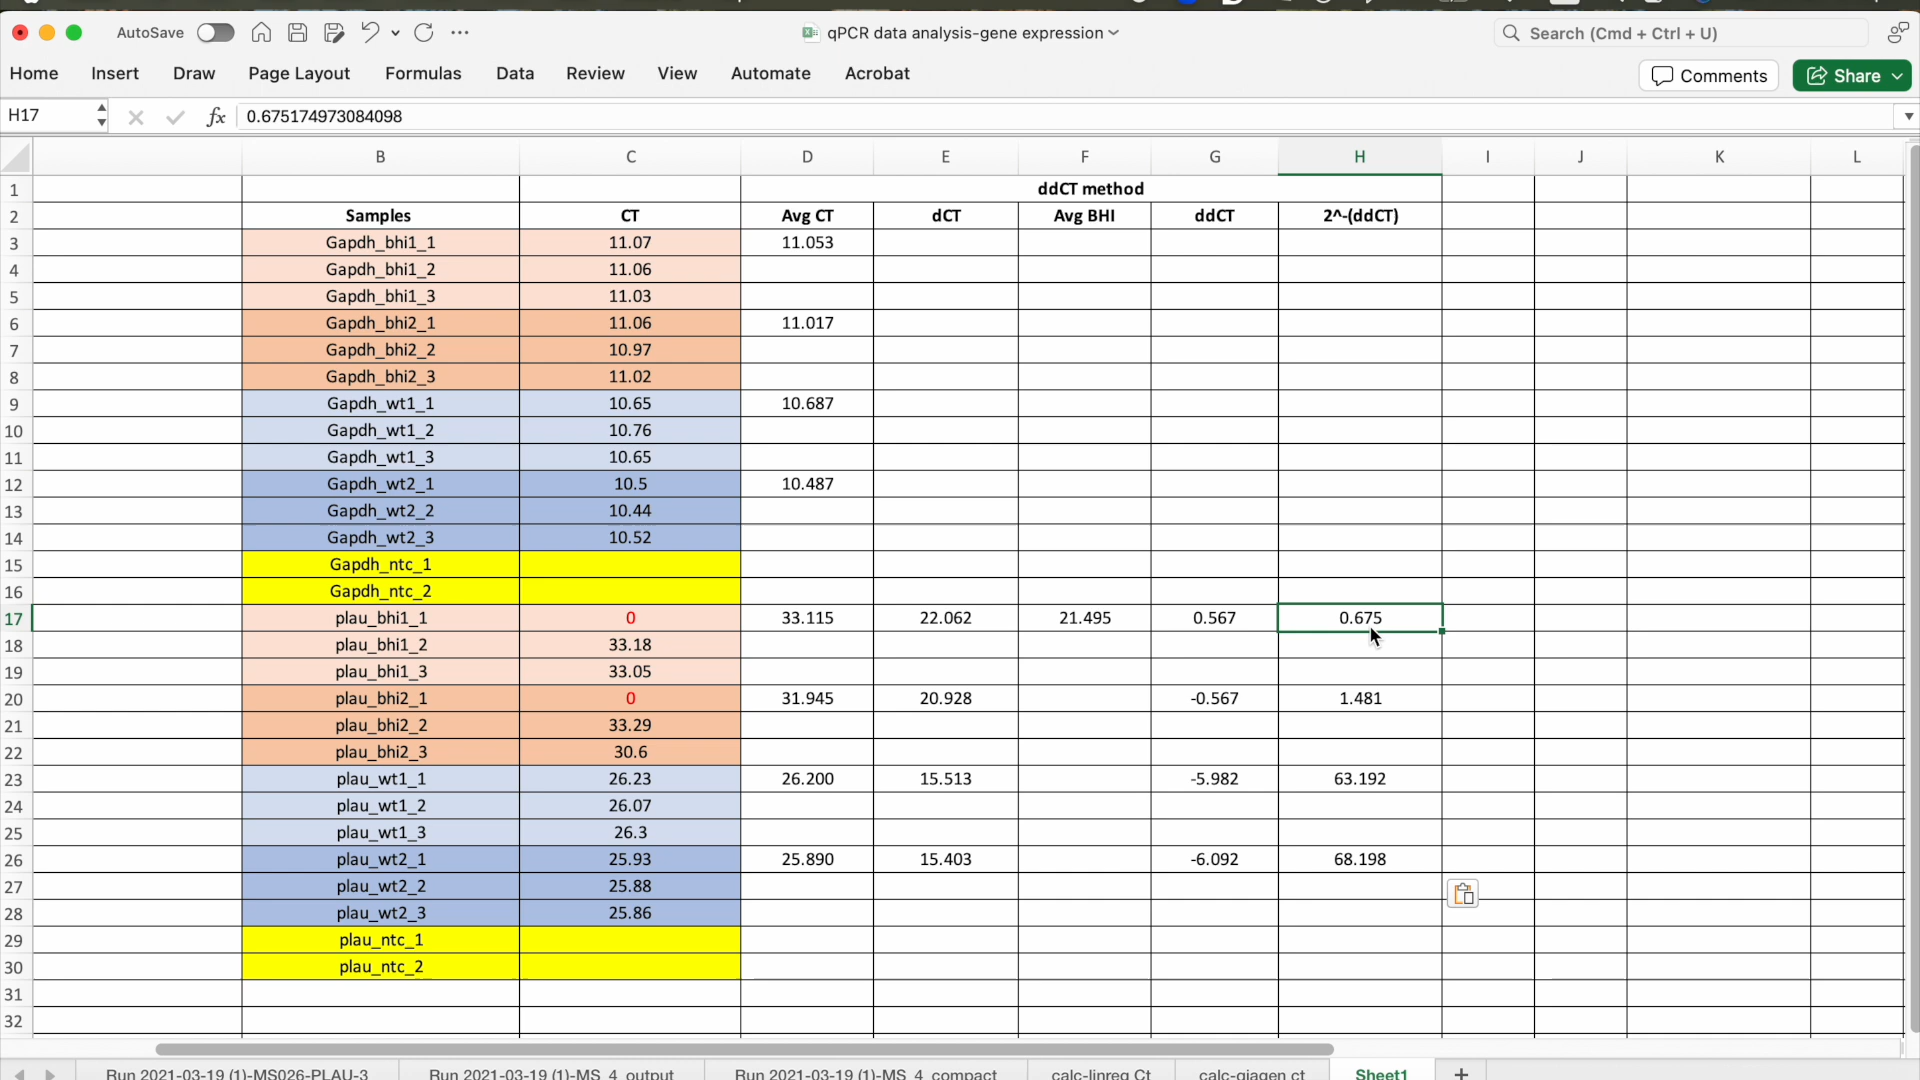 AutoSave qPCR data analysis-gene expression Search (Cmd + Ctrl + U)
Home Insert Draw Page Layout Formulas Data Review View Automate Acrobat Comments Share
H17 fx 0.675174973084098
B C D E F G H I J K L
1 ddCT method
2 Samples CT Avg CT dCT Avg BHI ddCT 2^-(ddCT)
3 Gapdh_bhi1_1 11.07 11.053
4 Gapdh_bhi1_2 11.06
5 Gapdh_bhi1_3 11.03
6 Gapdh_bhi2_1 11.06 11.017
7 Gapdh_bhi2_2 10.97
8 Gapdh_bhi2_3 11.02
9 Gapdh_wt1_1 10.65 10.687
10 Gapdh_wt1_2 10.76
11 Gapdh_wt1_3 10.65
12 Gapdh_wt2_1 10.5 10.487
13 Gapdh_wt2_2 10.44
14 Gapdh_wt2_3 10.52
15 Gapdh_ntc_1
16 Gapdh_ntc_2
17 plau_bhi1_1 0 33.115 22.062 21.495 0.567 0.675
18 plau_bhi1_2 33.18
19 plau_bhi1_3 33.05
20 plau_bhi2_1 0 31.945 20.928 -0.567 1.481
21 plau_bhi2_2 33.29
22 plau_bhi2_3 30.6
23 plau_wt1_1 26.23 26.200 15.513 -5.982 63.192
24 plau_wt1_2 26.07
25 plau_wt1_3 26.3
26 plau_wt2_1 25.93 25.890 15.403 -6.092 68.198
27 plau_wt2_2 25.88
28 plau_wt2_3 25.86
29 plau_ntc_1
30 plau_ntc_2
31
32
Run 2021-03-19 (1)-MS026-PLAU-3 Run 2021-03-19 (1)-MS_4_output Run 2021-03-19 (1)-MS_4_compact calc-linreg Ct calc-qiagen ct Sheet1 +